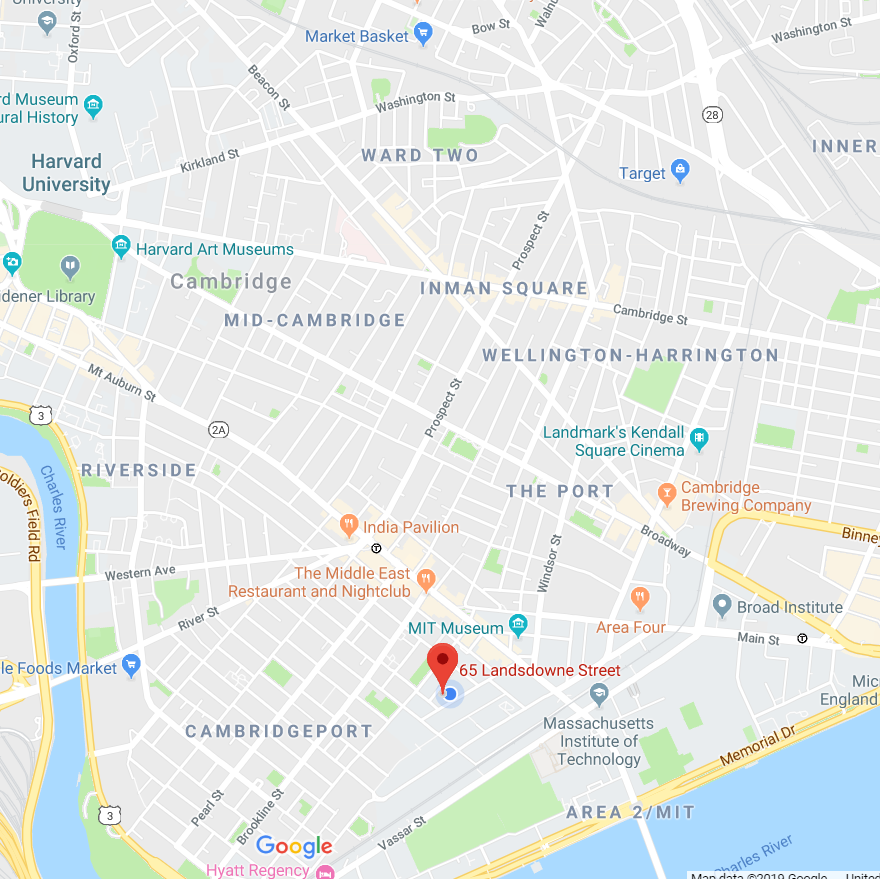 University
Oxford St
Market Basket
Bow St
Washington St
Beacon St
Washington St
28
rd Museum
ural History
WARD TWO
INNER
Harvard
University
Kirkland St
Target
Prospect St
Harvard Art Museums
Cambridge
INMAN SQUARE
dener Library
Cambridge St
MID-CAMBRIDGE
WELLINGTON-HARRINGTON
Mt Auburn St
Prospect St
3
2A
Landmark's Kendall
Square Cinema
RIVERSIDE
THE PORT
Cambridge
Brewing Company
Charles River
Soldiers Field Rd
India Pavilion
Broadway
Binney
Windsor St
T
Western Ave
The Middle East
Restaurant and Nightclub
River St
MIT Museum
Area Four
Broad Institute
Main St
T
le Foods Market
65 Landsdowne Street
Mic
England
Massachusetts
Institute of
Technology
CAMBRIDGEPORT
Memorial Dr
Pearl St
Brookline St
3
AREA 2/MIT
Vassar St
Google
Hyatt Regency
Charles River
Map data ©2019 Google
United